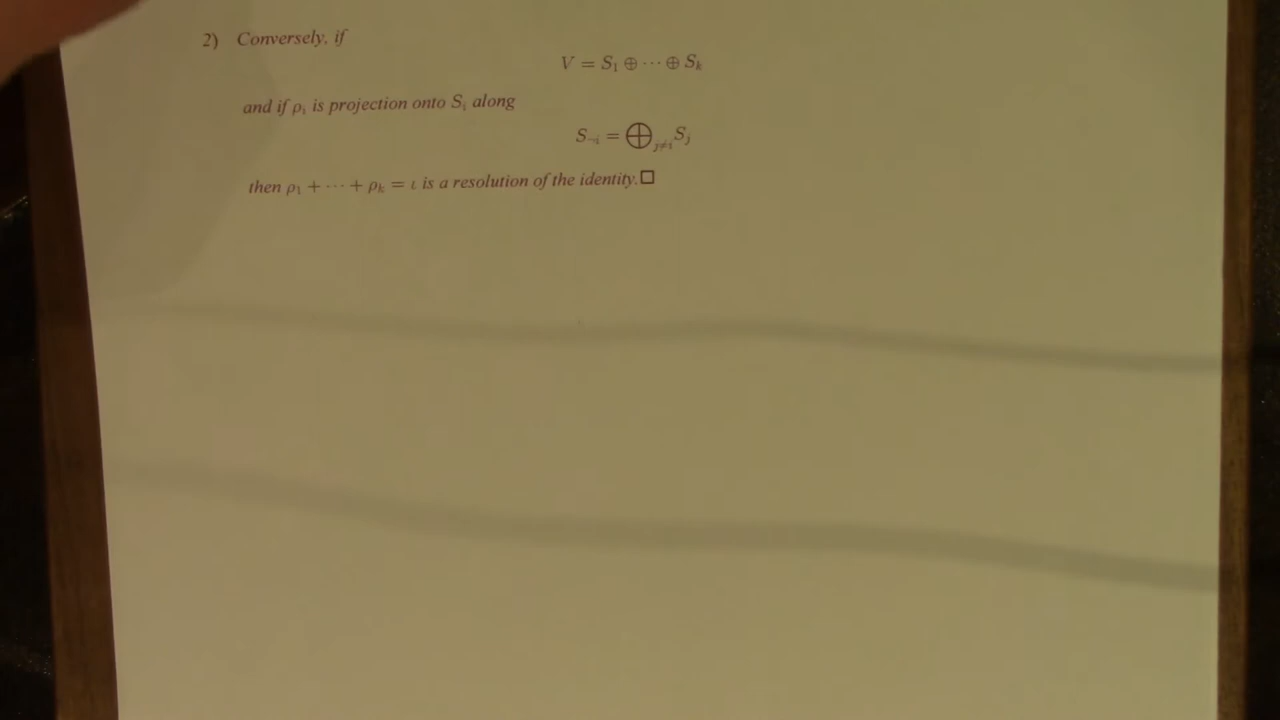 2) Conversely, if
V = S₁ ⊕ ··· ⊕ Sₖ
and if ρᵢ is projection onto Sᵢ along
S¬ᵢ = ⊕ⱼ≠ᵢ Sⱼ
then ρ₁ + ··· + ρₖ = ι is a resolution of the identity.□